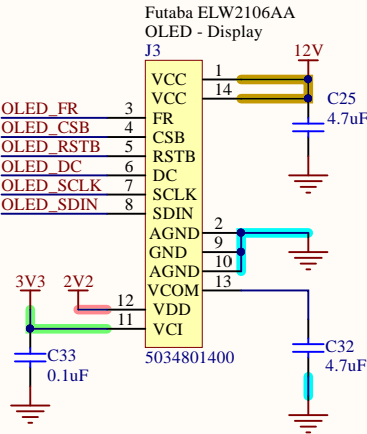 Futaba ELW2106AA
OLED - Display
J3
12V
VCC 1
VCC 14
C25
4.7uF
OLED_FR 3 FR
OLED_CSB 4 CSB
OLED_RSTB 5 RSTB
OLED_DC 6 DC
OLED_SCLK 7 SCLK
OLED_SDIN 8 SDIN
AGND 2
GND 9
AGND 10
VCOM 13
3V3 2V2
12 VDD
11 VCI
C33
0.1uF
5034801400
C32
4.7uF